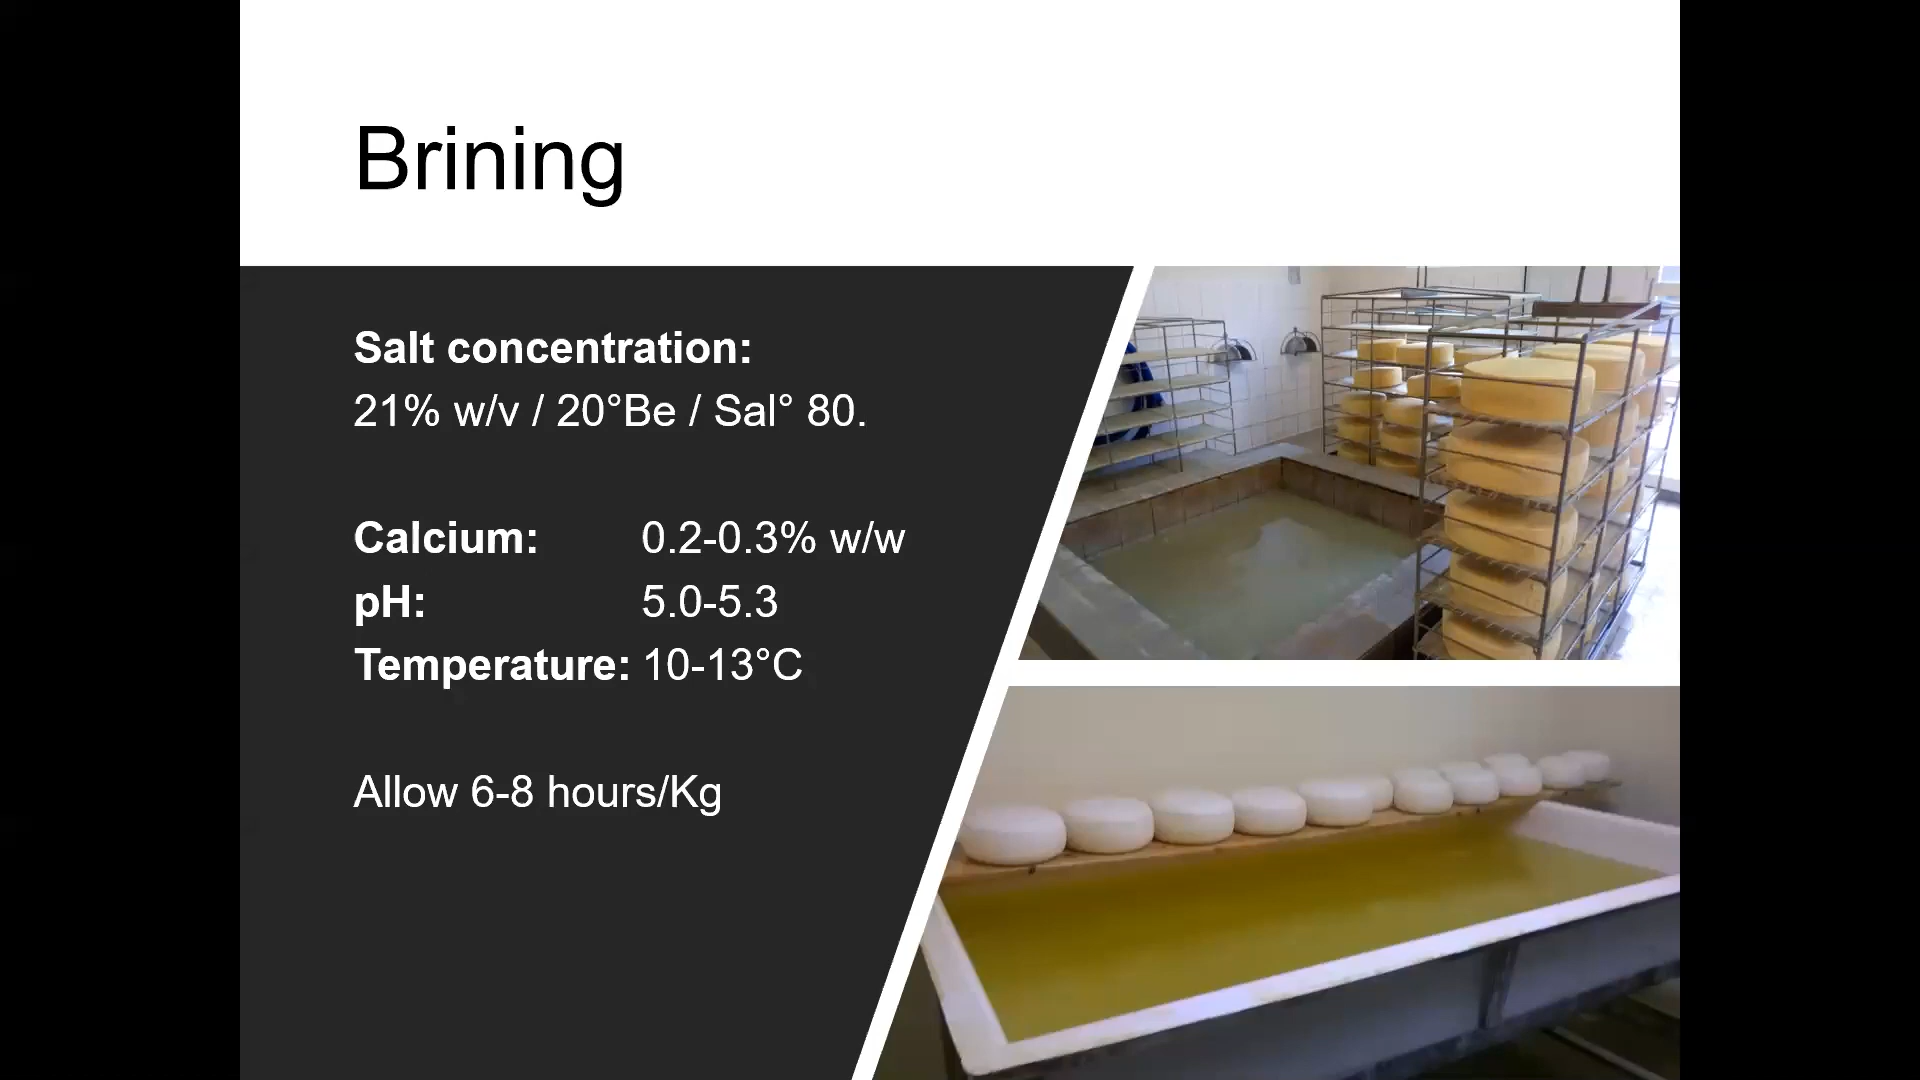 Brining
Salt concentration:
21% w/v / 20°Be / Sal° 80.
Calcium: 0.2-0.3% w/w
pH: 5.0-5.3
Temperature: 10-13°C
Allow 6-8 hours/Kg